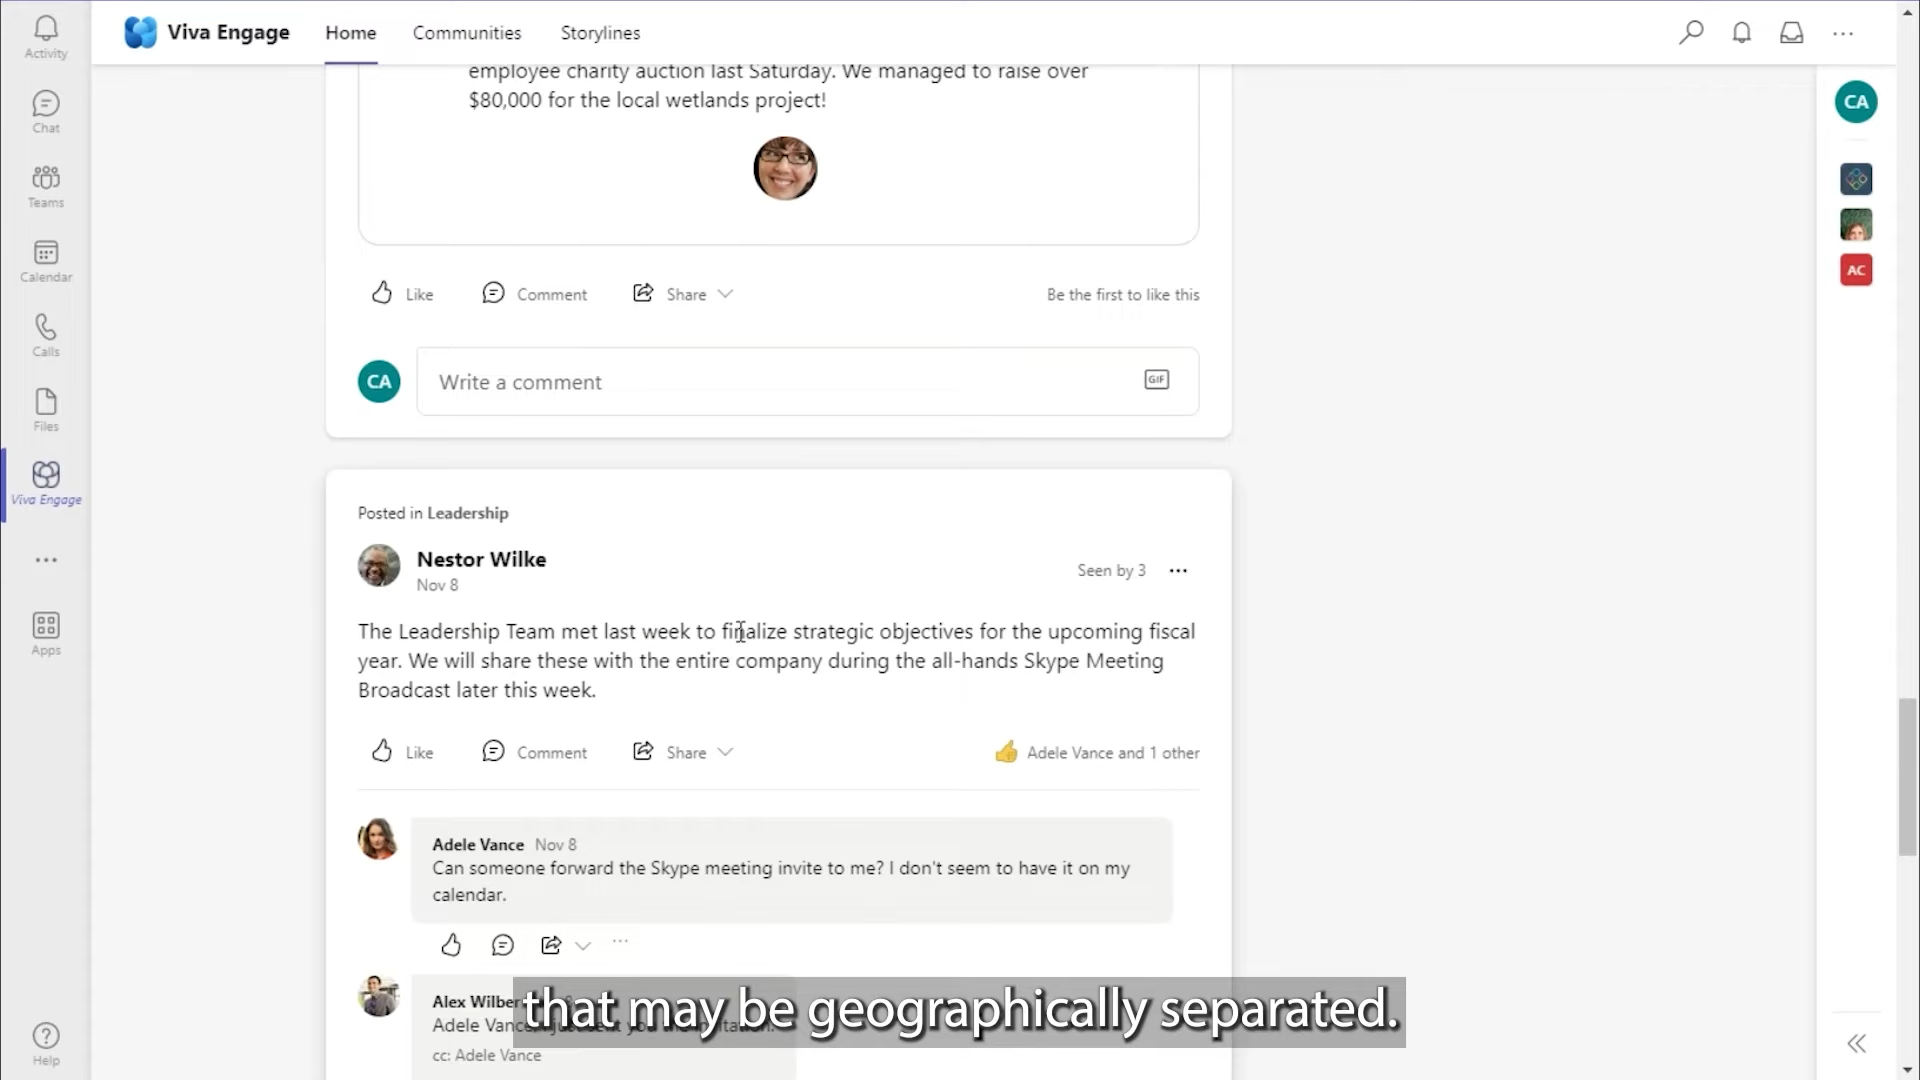 Activity
Chat
Teams
Calendar
Calls
Files
Viva Engage
Apps
Help
Viva Engage
Home
Communities
Storylines
CA
AC
employee charity auction last Saturday. We managed to raise over
$80,000 for the local wetlands project!
Like
Comment
Share
Be the first to like this
CA
Write a comment
GIF
Posted in Leadership
Nestor Wilke
Nov 8
Seen by 3
The Leadership Team met last week to finalize strategic objectives for the upcoming fiscal
year. We will share these with the entire company during the all-hands Skype Meeting
Broadcast later this week.
Like
Comment
Share
Adele Vance and 1 other
Adele Vance Nov 8
Can someone forward the Skype meeting invite to me? I don't seem to have it on my
calendar.
Alex Wilber
Adele Vance
cc: Adele Vance
that may be geographically separated.